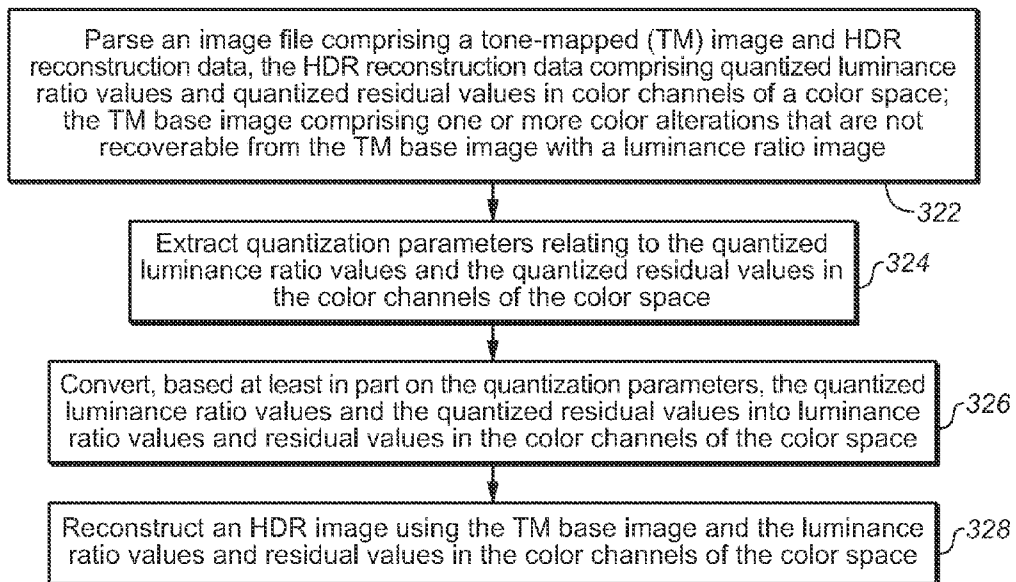 Parse an image file comprising a tone-mapped (TM) image and HDR
reconstruction data, the HDR reconstruction data comprising quantized luminance
ratio values and quantized residual values in color channels of a color space;
the TM base image comprising one or more color alterations that are not
recoverable from the TM base image with a luminance ratio image
322
Extract quantization parameters relating to the quantized
luminance ratio values and the quantized residual values in
the color channels of the color space
324
Convert, based at least in part on the quantization parameters, the quantized
luminance ratio values and the quantized residual values into luminance
ratio values and residual values in the color channels of the color space
326
Reconstruct an HDR image using the TM base image and the luminance
ratio values and residual values in the color channels of the color space
328